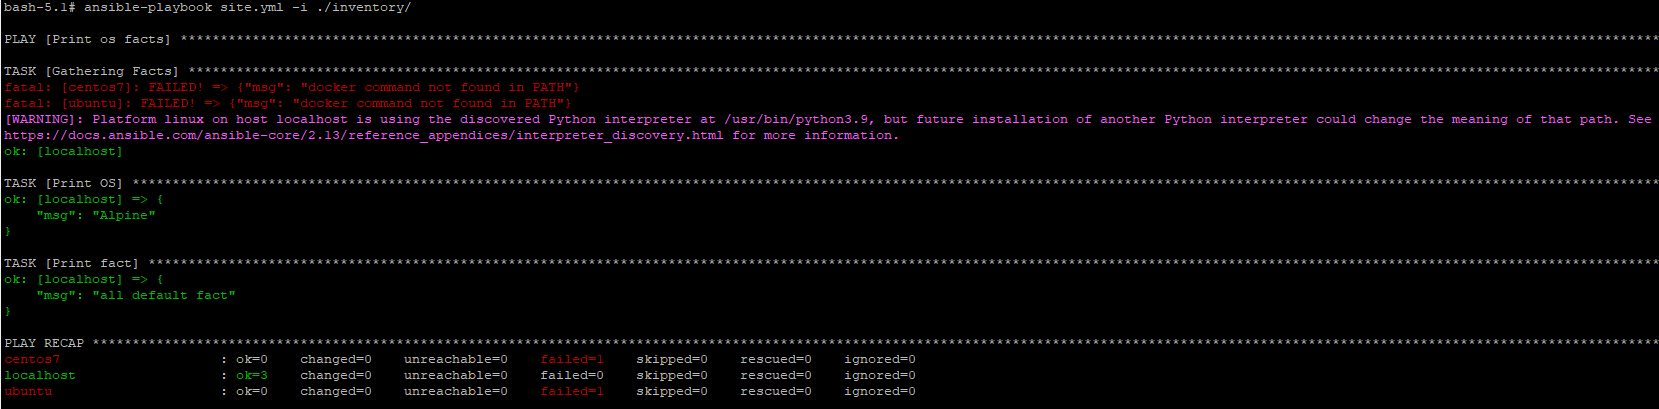 bash-5.1# ansible-playbook site.yml -i ./inventory/
PLAY [Print os facts] ****************************************************************************************************************************************************************************************
TASK [Gathering Facts] ***************************************************************************************************************************************************************************************
fatal: [centos7]: FAILED! => {"msg": "docker command not found in PATH"}
fatal: [ubuntu]: FAILED! => {"msg": "docker command not found in PATH"}
[WARNING]: Platform linux on host localhost is using the discovered Python interpreter at /usr/bin/python3.9, but future installation of another Python interpreter could change the meaning of that path. See
https://docs.ansible.com/ansible-core/2.13/reference_appendices/interpreter_discovery.html for more information.
ok: [localhost]
TASK [Print OS] **********************************************************************************************************************************************************************************************
ok: [localhost] => {
    "msg": "Alpine"
}
TASK [Print fact] ********************************************************************************************************************************************************************************************
ok: [localhost] => {
    "msg": "all default fact"
}
PLAY RECAP ***************************************************************************************************************************************************************************************************
centos7                    : ok=0    changed=0    unreachable=0    failed=1    skipped=0    rescued=0    ignored=0
localhost                  : ok=3    changed=0    unreachable=0    failed=0    skipped=0    rescued=0    ignored=0
ubuntu                     : ok=0    changed=0    unreachable=0    failed=1    skipped=0    rescued=0    ignored=0